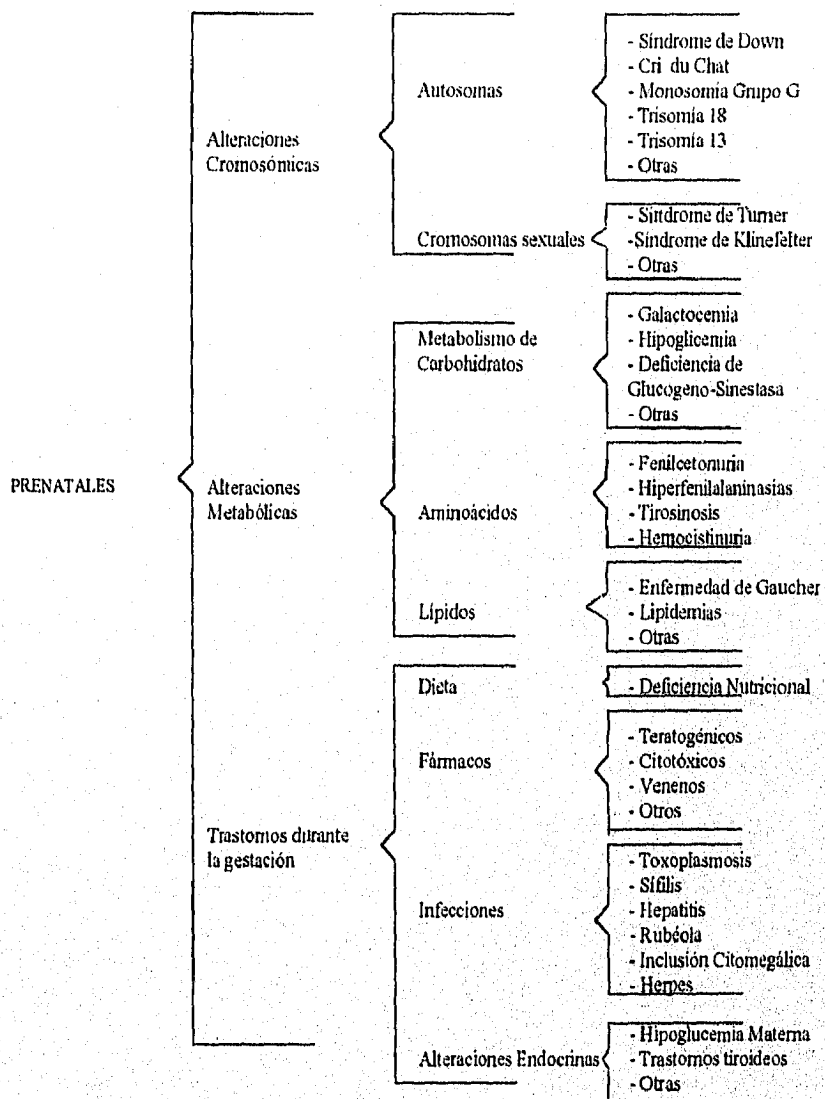 PRENATALES
Alteraciones
Cromosómicas
Autosomas
- Síndrome de Down
- Cri du Chat
- Monosomía Grupo G
- Trisomía 18
- Trisomía 13
- Otras
Cromosomas sexuales
- Síndrome de Turner
-Síndrome de Klinefelter
- Otras
Alteraciones
Metabólicas
Metabolismo de
Carbohidratos
- Galactocemia
- Hipoglicemia
- Deficiencia de
Glucogeno-Sinestasa
- Otras
Aminoácidos
- Fenilcetonuria
- Hiperfenilalaninasias
- Tirosinosis
- Hemocistinuria
Lípidos
- Enfermedad de Gaucher
- Lipidemias
- Otras
Trastornos durante
la gestación
Dieta
- Deficiencia Nutricional
Fármacos
- Teratogénicos
- Citotóxicos
- Venenos
- Otros
Infecciones
- Toxoplasmosis
- Sífilis
- Hepatitis
- Rubéola
- Inclusión Citomegálica
- Herpes
Alteraciones Endocrinas
- Hipoglucemia Materna
- Trastornos tiroideos
- Otras